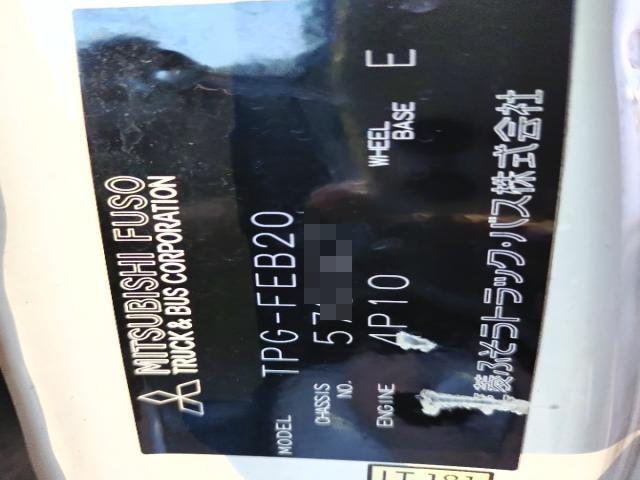 MITSUBISHI FUSO
TRUCK & BUS CORPORATION
MODEL TPG-FEB20
CHASSIS NO. 57
ENGINE 4P10
WHEEL BASE E
菱ふそうトラック・バス株式会社